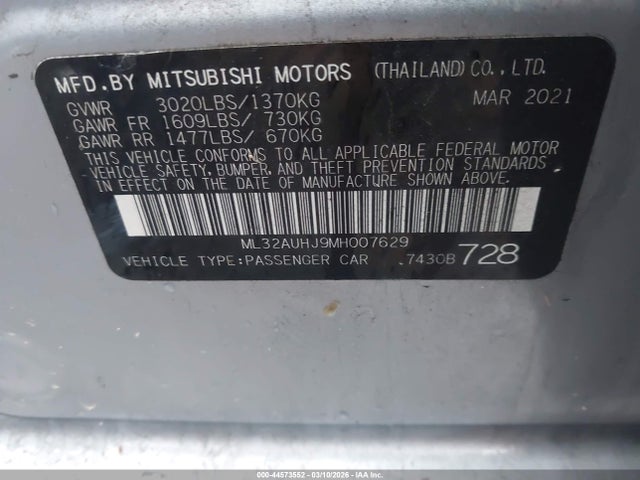 MFD.BY MITSUBISHI MOTORS (THAILAND)CO.,LTD.
GVWR 3020LBS/1370KG MAR 2021
GAWR FR 1609LBS/ 730KG
GAWR RR 1477LBS/ 670KG
THIS VEHICLE CONFORMS TO ALL APPLICABLE FEDERAL MOTOR
VEHICLE SAFETY, BUMPER, AND THEFT PREVENTION STANDARDS
IN EFFECT ON THE DATE OF MANUFACTURE SHOWN ABOVE.
ML32AUHJ9MH007629
VEHICLE TYPE:PASSENGER CAR 7430B 728
000-44573552 — 03/10/2026 — IAA Inc.